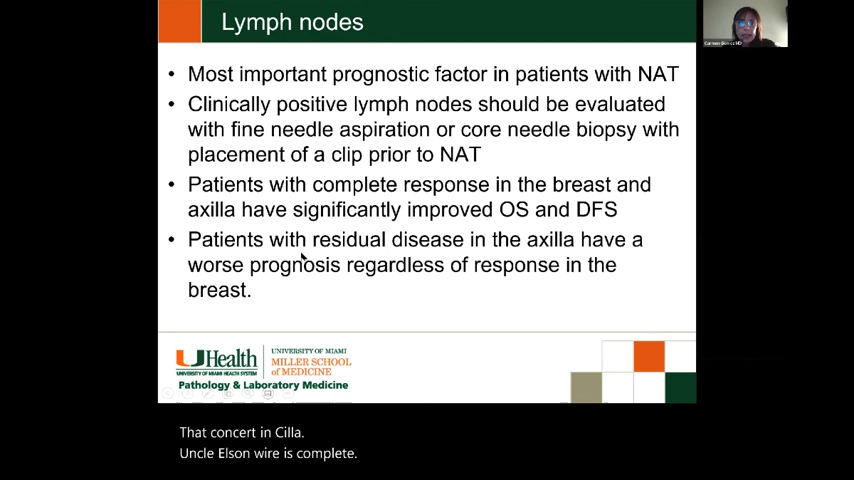 Lymph nodes
• Most important prognostic factor in patients with NAT
• Clinically positive lymph nodes should be evaluated
with fine needle aspiration or core needle biopsy with
placement of a clip prior to NAT
• Patients with complete response in the breast and
axilla have significantly improved OS and DFS
• Patients with residual disease in the axilla have a
worse prognosis regardless of response in the
breast.
UHealth
UNIVERSITY OF MIAMI HEALTH SYSTEM
UNIVERSITY OF MIAMI
MILLER SCHOOL
of MEDICINE
Pathology & Laboratory Medicine
That concert in Cilla.
Uncle Elson wire is complete.